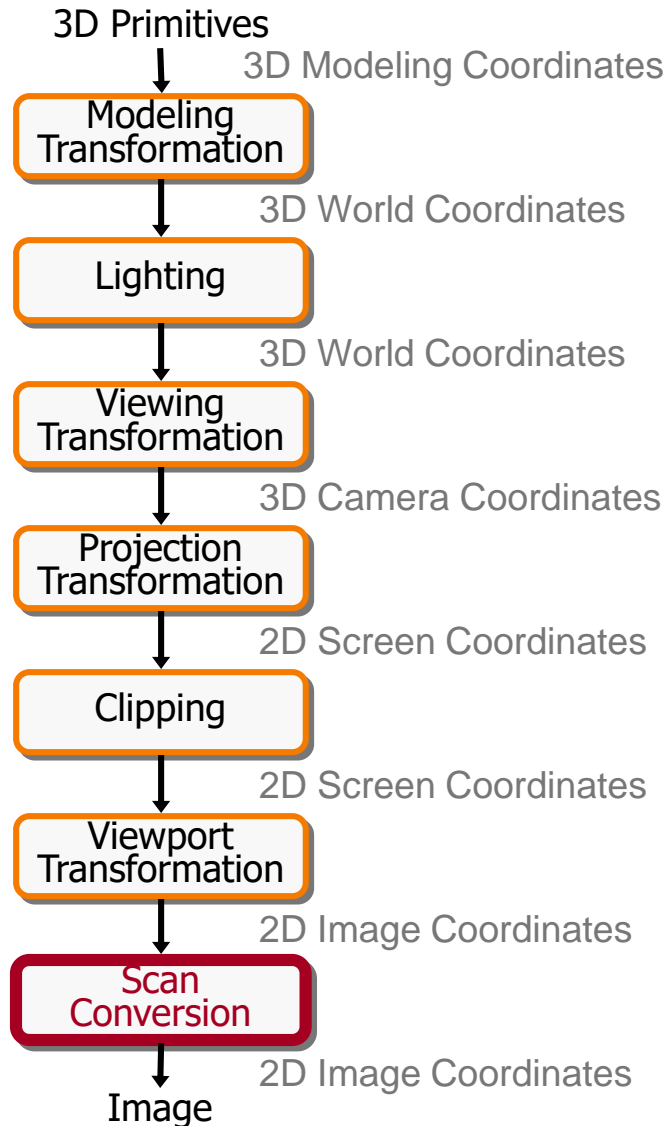 3D Primitives
3D Modeling Coordinates
Modeling
Transformation
3D World Coordinates
Lighting
3D World Coordinates
Viewing
Transformation
3D Camera Coordinates
Projection
Transformation
2D Screen Coordinates
Clipping
2D Screen Coordinates
Viewport
Transformation
2D Image Coordinates
Scan
Conversion
2D Image Coordinates
Image